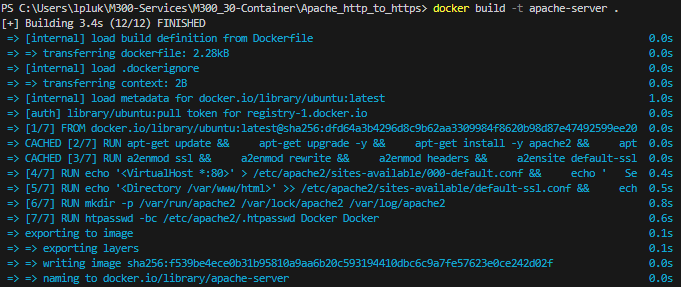 PS C:\Users\lpluk\M300-Services\M300_30-Container\Apache_http_to_https> docker build -t apache-server .
[+] Building 3.4s (12/12) FINISHED
=> [internal] load build definition from Dockerfile 0.0s
=> => transferring dockerfile: 2.28kB 0.0s
=> [internal] load .dockerignore 0.0s
=> => transferring context: 2B 0.0s
=> [internal] load metadata for docker.io/library/ubuntu:latest 1.0s
=> [auth] library/ubuntu:pull token for registry-1.docker.io 0.0s
=> [1/7] FROM docker.io/library/ubuntu:latest@sha256:dfd64a3b4296d8c9b62aa3309984f8620b98d87e47492599ee20 0.0s
=> CACHED [2/7] RUN apt-get update && apt-get upgrade -y && apt-get install -y apache2 && apt 0.0s
=> CACHED [3/7] RUN a2enmod ssl && a2enmod rewrite && a2enmod headers && a2ensite default-ssl 0.0s
=> [4/7] RUN echo '<VirtualHost *:80>' > /etc/apache2/sites-available/000-default.conf && echo ' Se 0.4s
=> [5/7] RUN echo '<Directory /var/www/html>' >> /etc/apache2/sites-available/default-ssl.conf && ech 0.5s
=> [6/7] RUN mkdir -p /var/run/apache2 /var/lock/apache2 /var/log/apache2 0.8s
=> [7/7] RUN htpasswd -bc /etc/apache2/.htpasswd Docker Docker 0.6s
=> exporting to image 0.1s
=> => exporting layers 0.1s
=> => writing image sha256:f539be4ece0b31b95810a9aa6b20c593194410dbc6c9a7fe57623e0ce242d02f 0.0s
=> => naming to docker.io/library/apache-server 0.0s